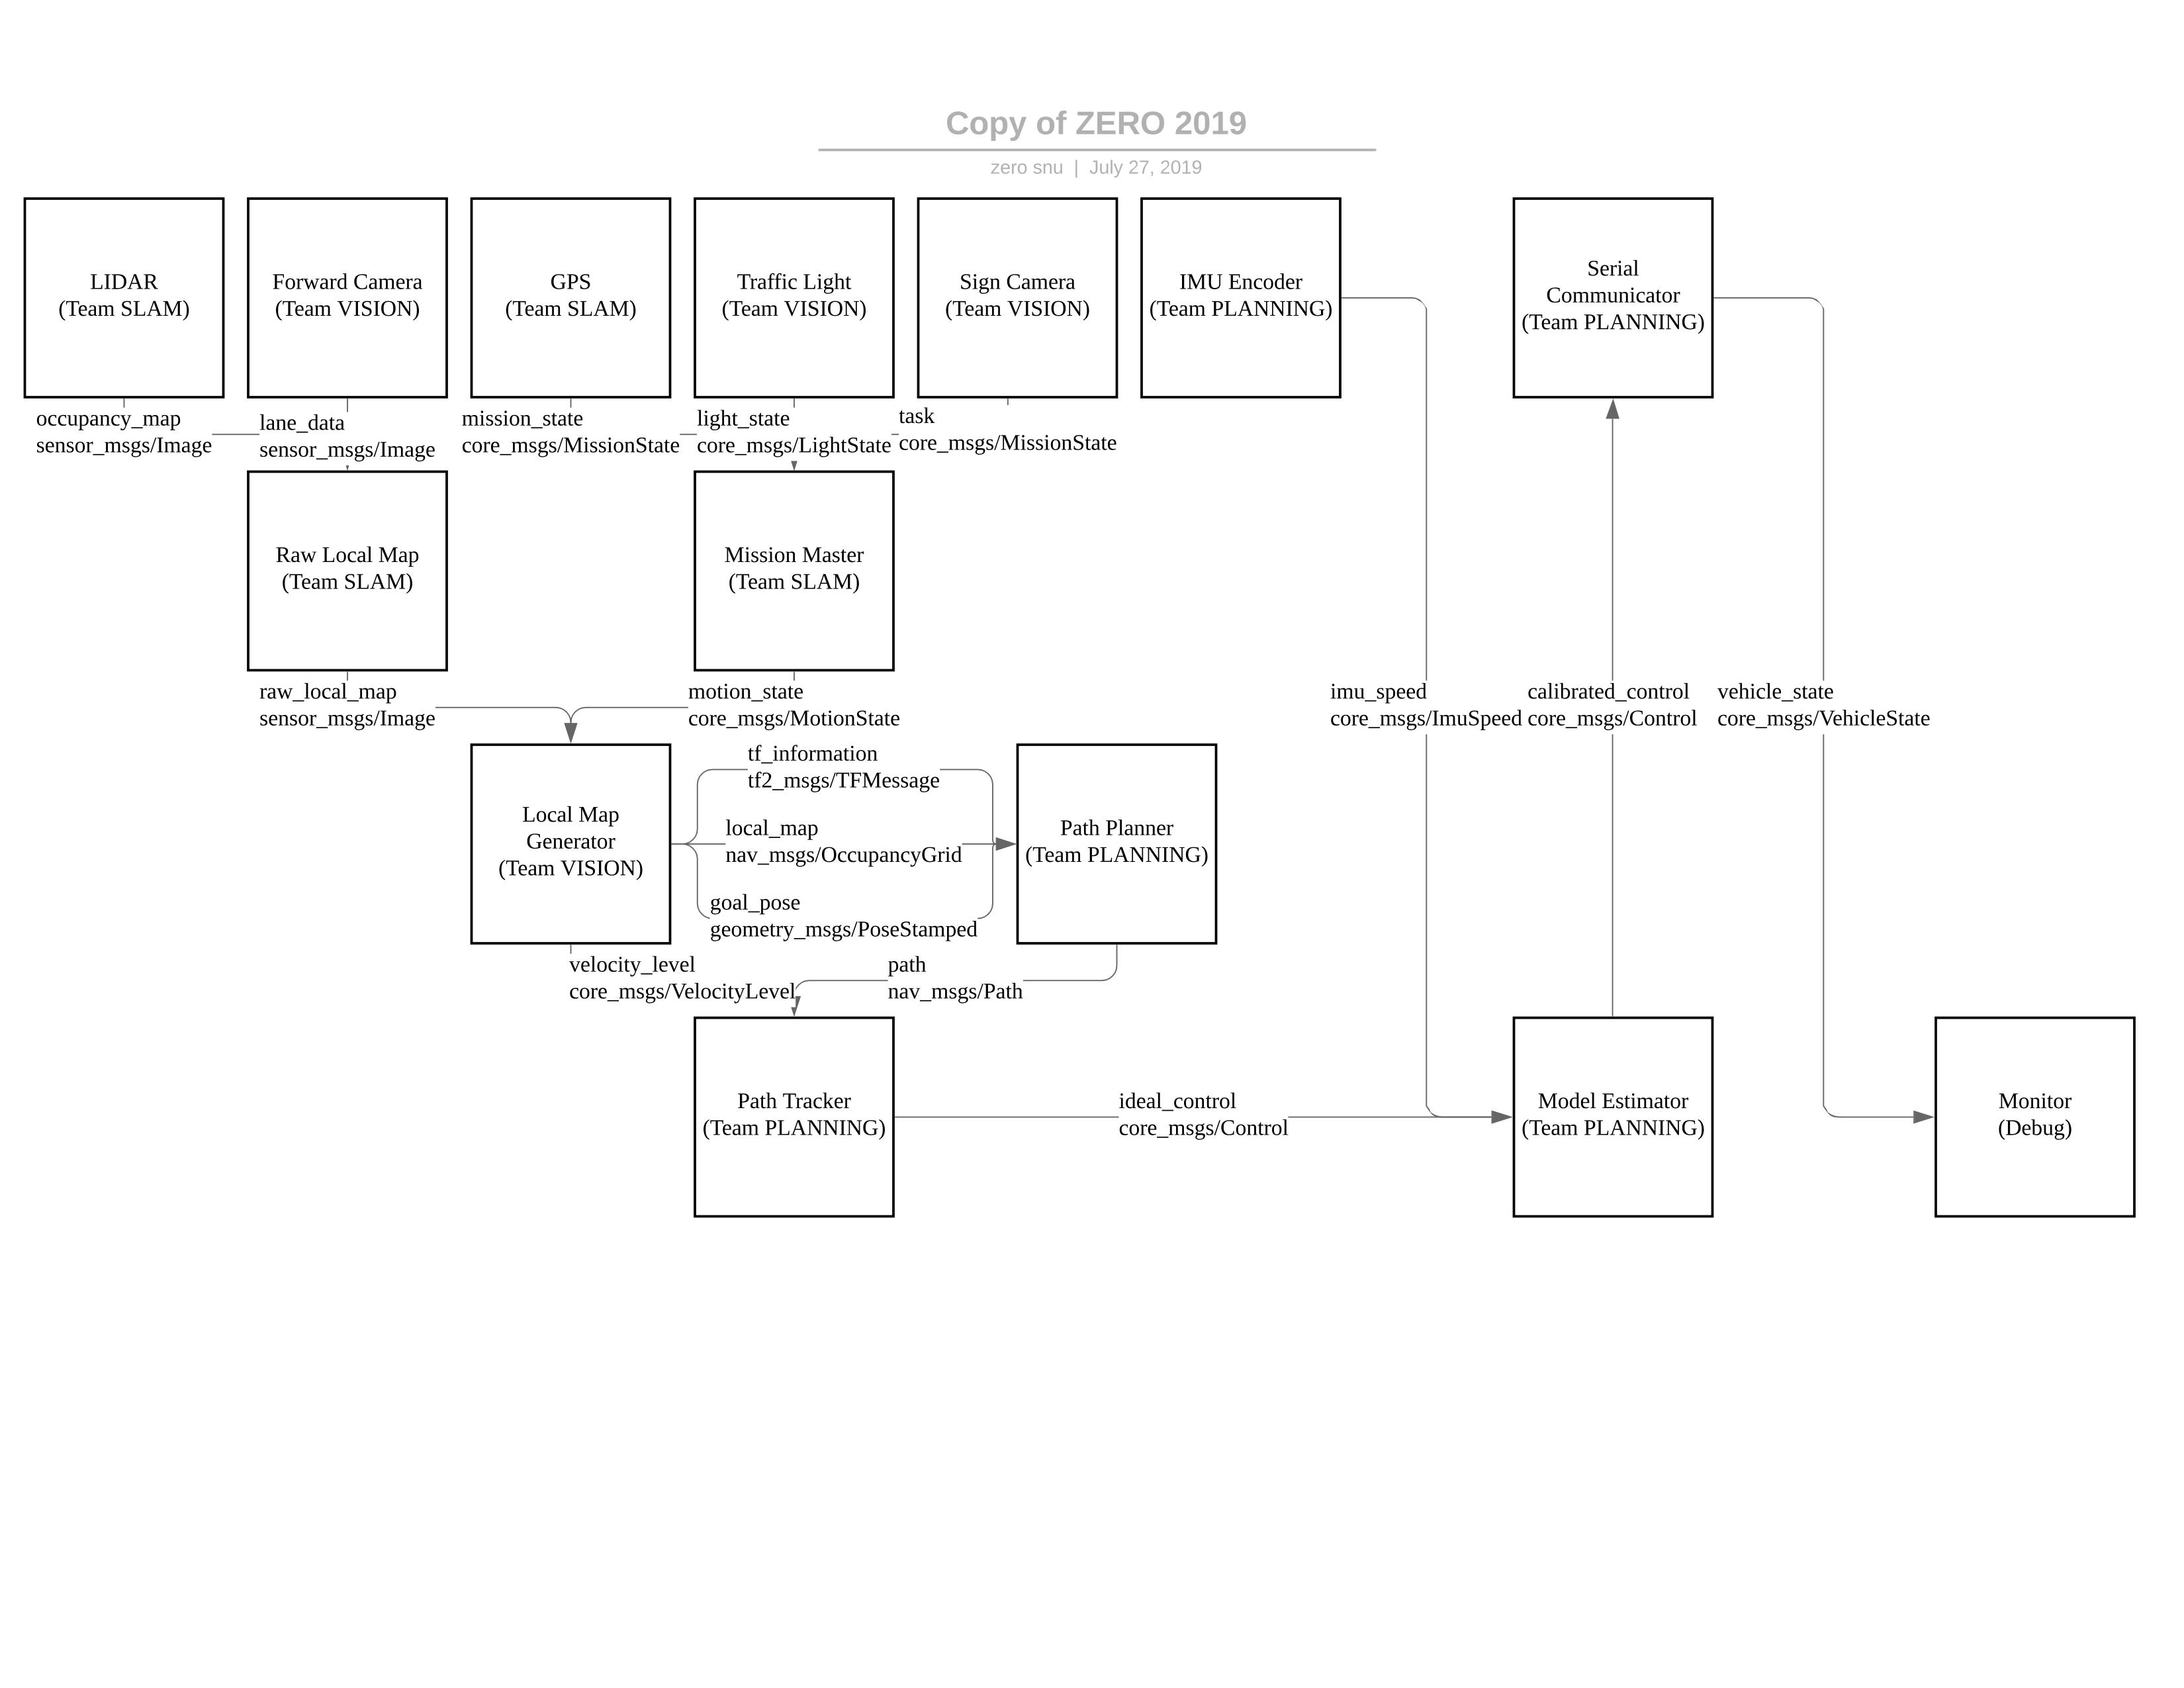 Copy of ZERO 2019
zero snu | July 27, 2019
LIDAR
(Team SLAM)
Forward Camera
(Team VISION)
GPS
(Team SLAM)
Traffic Light
(Team VISION)
Sign Camera
(Team VISION)
IMU Encoder
(Team PLANNING)
Serial
Communicator
(Team PLANNING)
occupancy_map
sensor_msgs/Image
lane_data
sensor_msgs/Image
mission_state
core_msgs/MissionState
light_state
core_msgs/LightState
task
core_msgs/MissionState
Raw Local Map
(Team SLAM)
Mission Master
(Team SLAM)
raw_local_map
sensor_msgs/Image
motion_state
core_msgs/MotionState
imu_speed
core_msgs/ImuSpeed
calibrated_control
core_msgs/Control
vehicle_state
core_msgs/VehicleState
Local Map
Generator
(Team VISION)
tf_information
tf2_msgs/TFMessage
local_map
nav_msgs/OccupancyGrid
goal_pose
geometry_msgs/PoseStamped
Path Planner
(Team PLANNING)
velocity_level
core_msgs/VelocityLevel
path
nav_msgs/Path
Path Tracker
(Team PLANNING)
ideal_control
core_msgs/Control
Model Estimator
(Team PLANNING)
Monitor
(Debug)